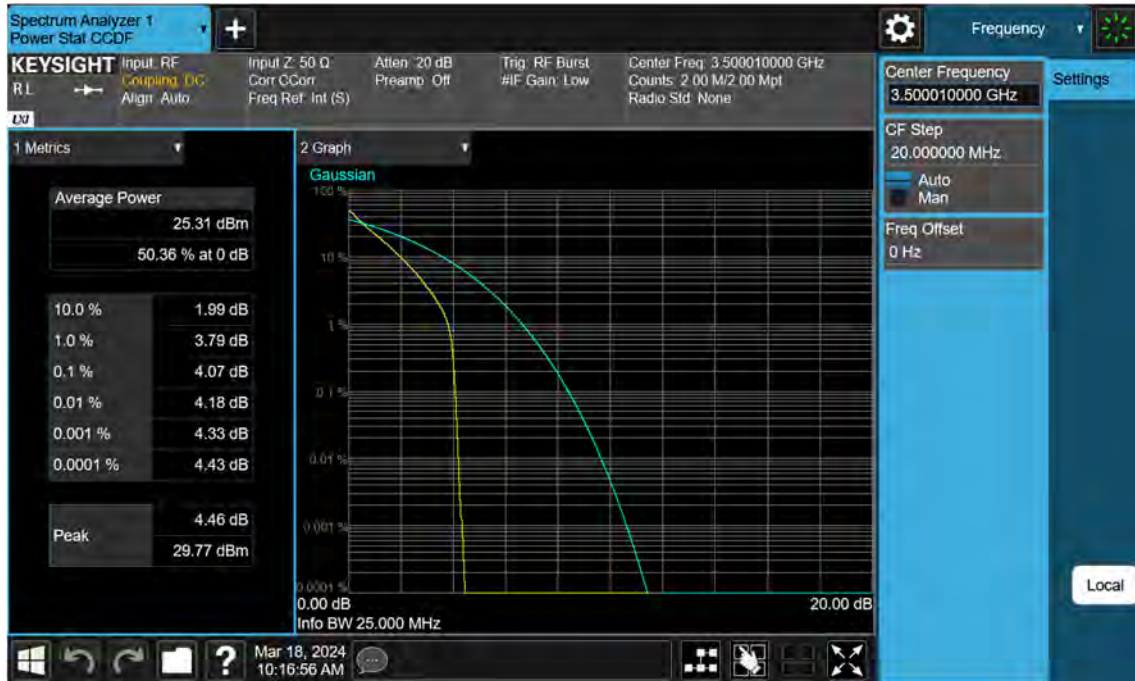 Spectrum Analyzer 1
Power Stat CCDF
+
Frequency
KEYSIGHT
RL
LXI
Input: RF
Coupling: DC
Align: Auto
Input Z: 50 Ω
Corr CCorr
Freq Ref: Int (S)
Atten: 20 dB
Preamp: Off
Trig: RF Burst
#IF Gain: Low
Center Freq: 3.500010000 GHz
Counts: 2.00 M/2.00 Mpt
Radio Std: None
Center Frequency
3.500010000 GHz
Settings
CF Step
20.000000 MHz
Auto
Man
Freq Offset
0 Hz
Local
1 Metrics
Average Power
25.31 dBm
50.36 % at 0 dB
10.0 % 1.99 dB
1.0 % 3.79 dB
0.1 % 4.07 dB
0.01 % 4.18 dB
0.001 % 4.33 dB
0.0001 % 4.43 dB
Peak
4.46 dB
29.77 dBm
2 Graph
Gaussian
100 %
10 %
1 %
0.1 %
0.01 %
0.001 %
0.0001 %
0.00 dB 20.00 dB
Info BW 25.000 MHz
?
Mar 18, 2024
10:16:56 AM